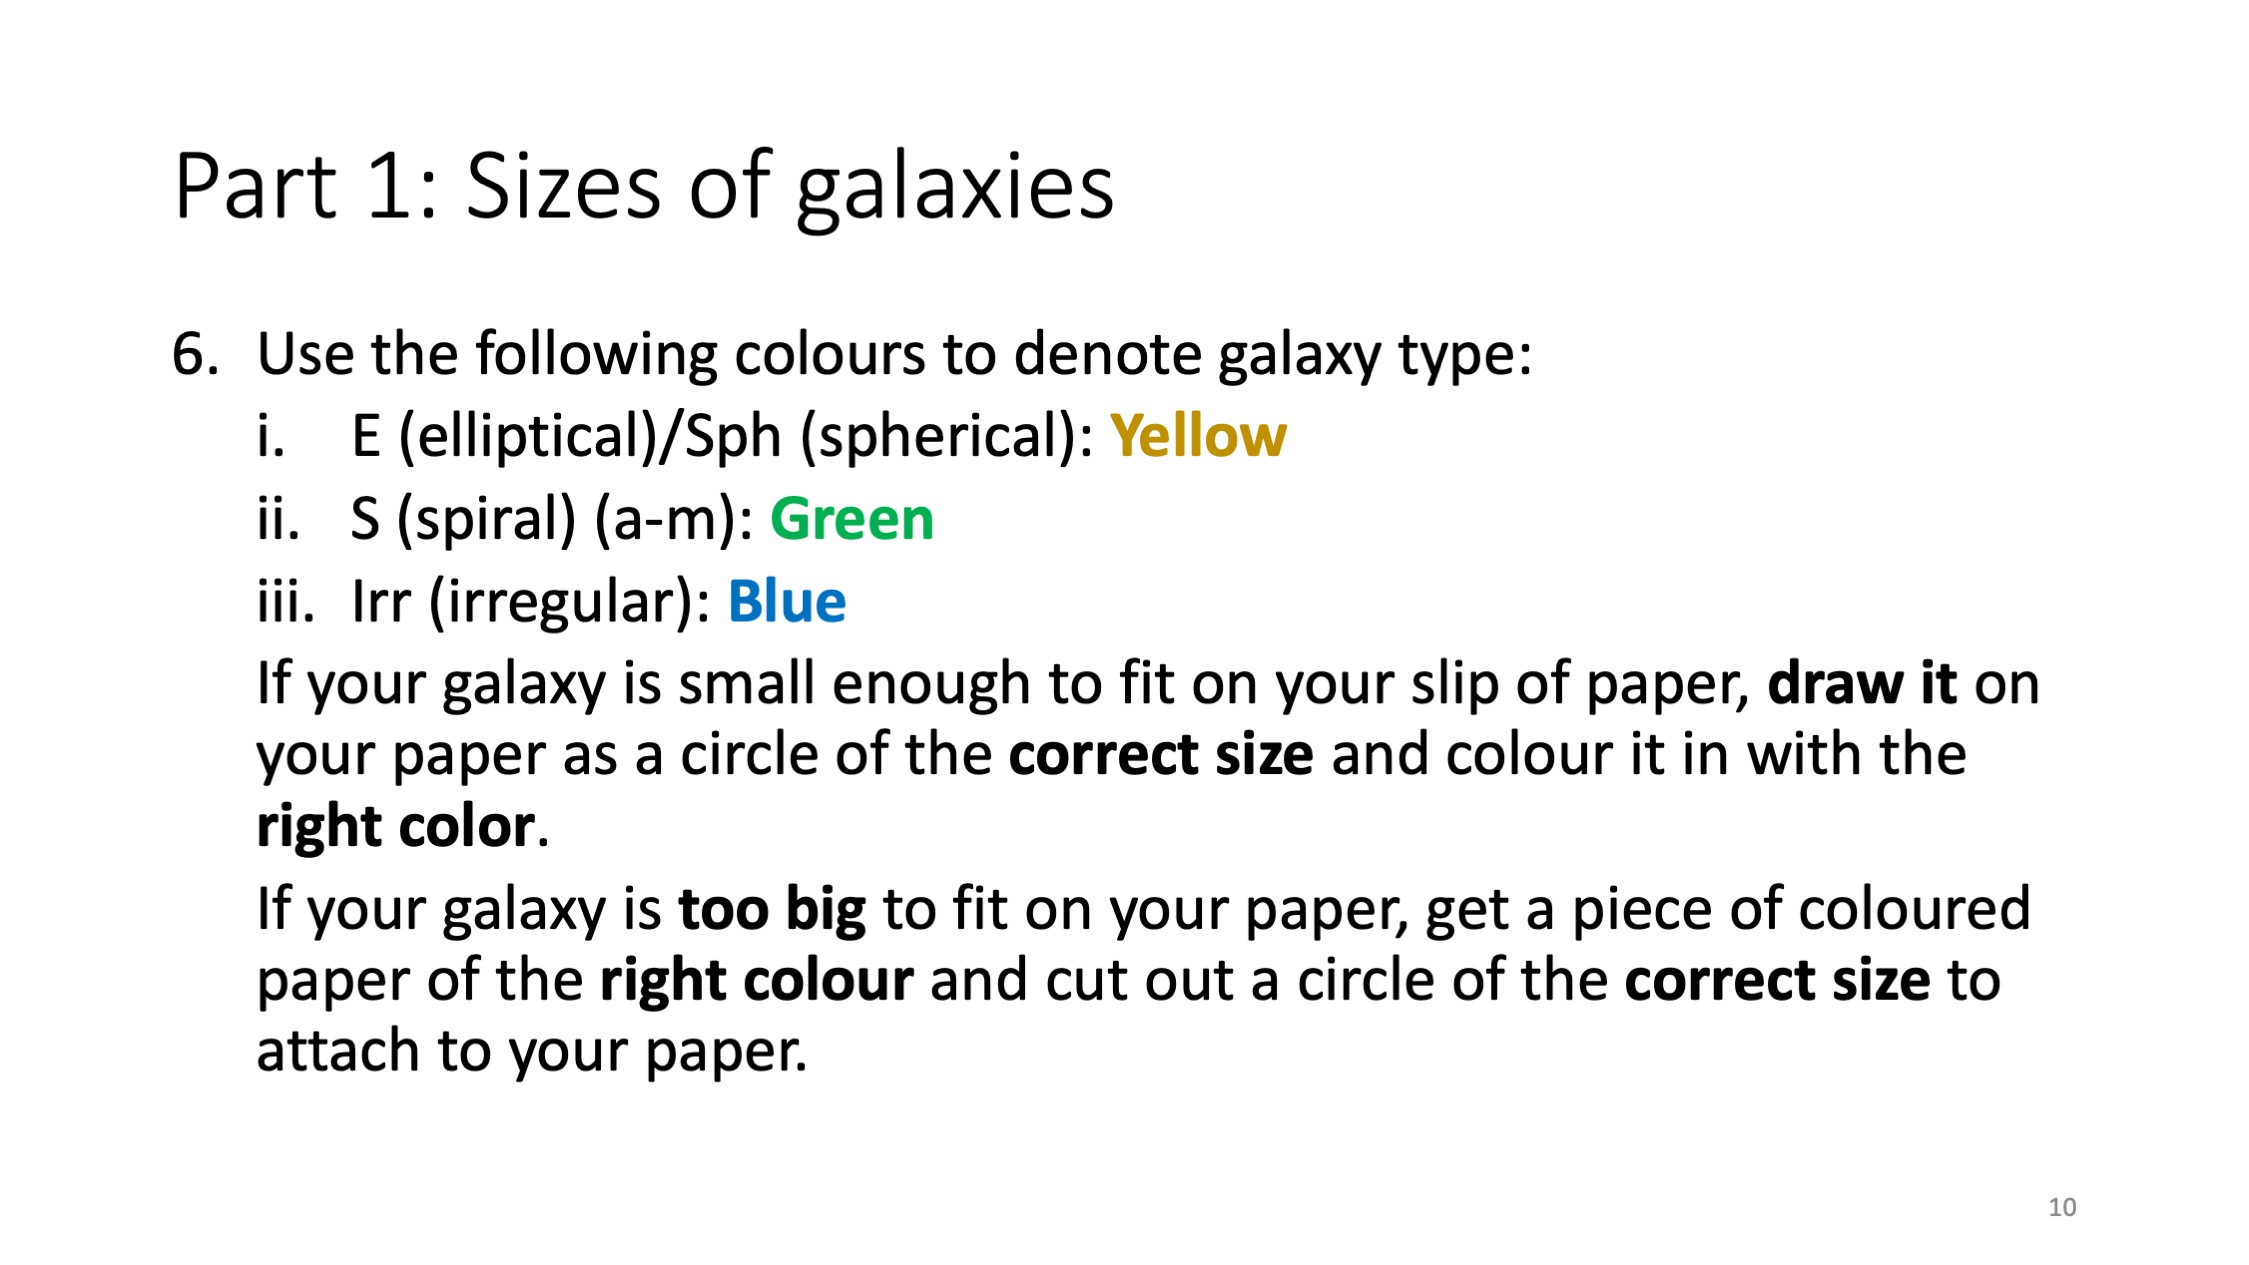 Part 1: Sizes of galaxies
6. Use the following colours to denote galaxy type:
i. E (elliptical)/Sph (spherical): Yellow
ii. S (spiral) (a-m): Green
iii. Irr (irregular): Blue
If your galaxy is small enough to fit on your slip of paper, draw it on
your paper as a circle of the correct size and colour it in with the
right color.
If your galaxy is too big to fit on your paper, get a piece of coloured
paper of the right colour and cut out a circle of the correct size to
attach to your paper.
10